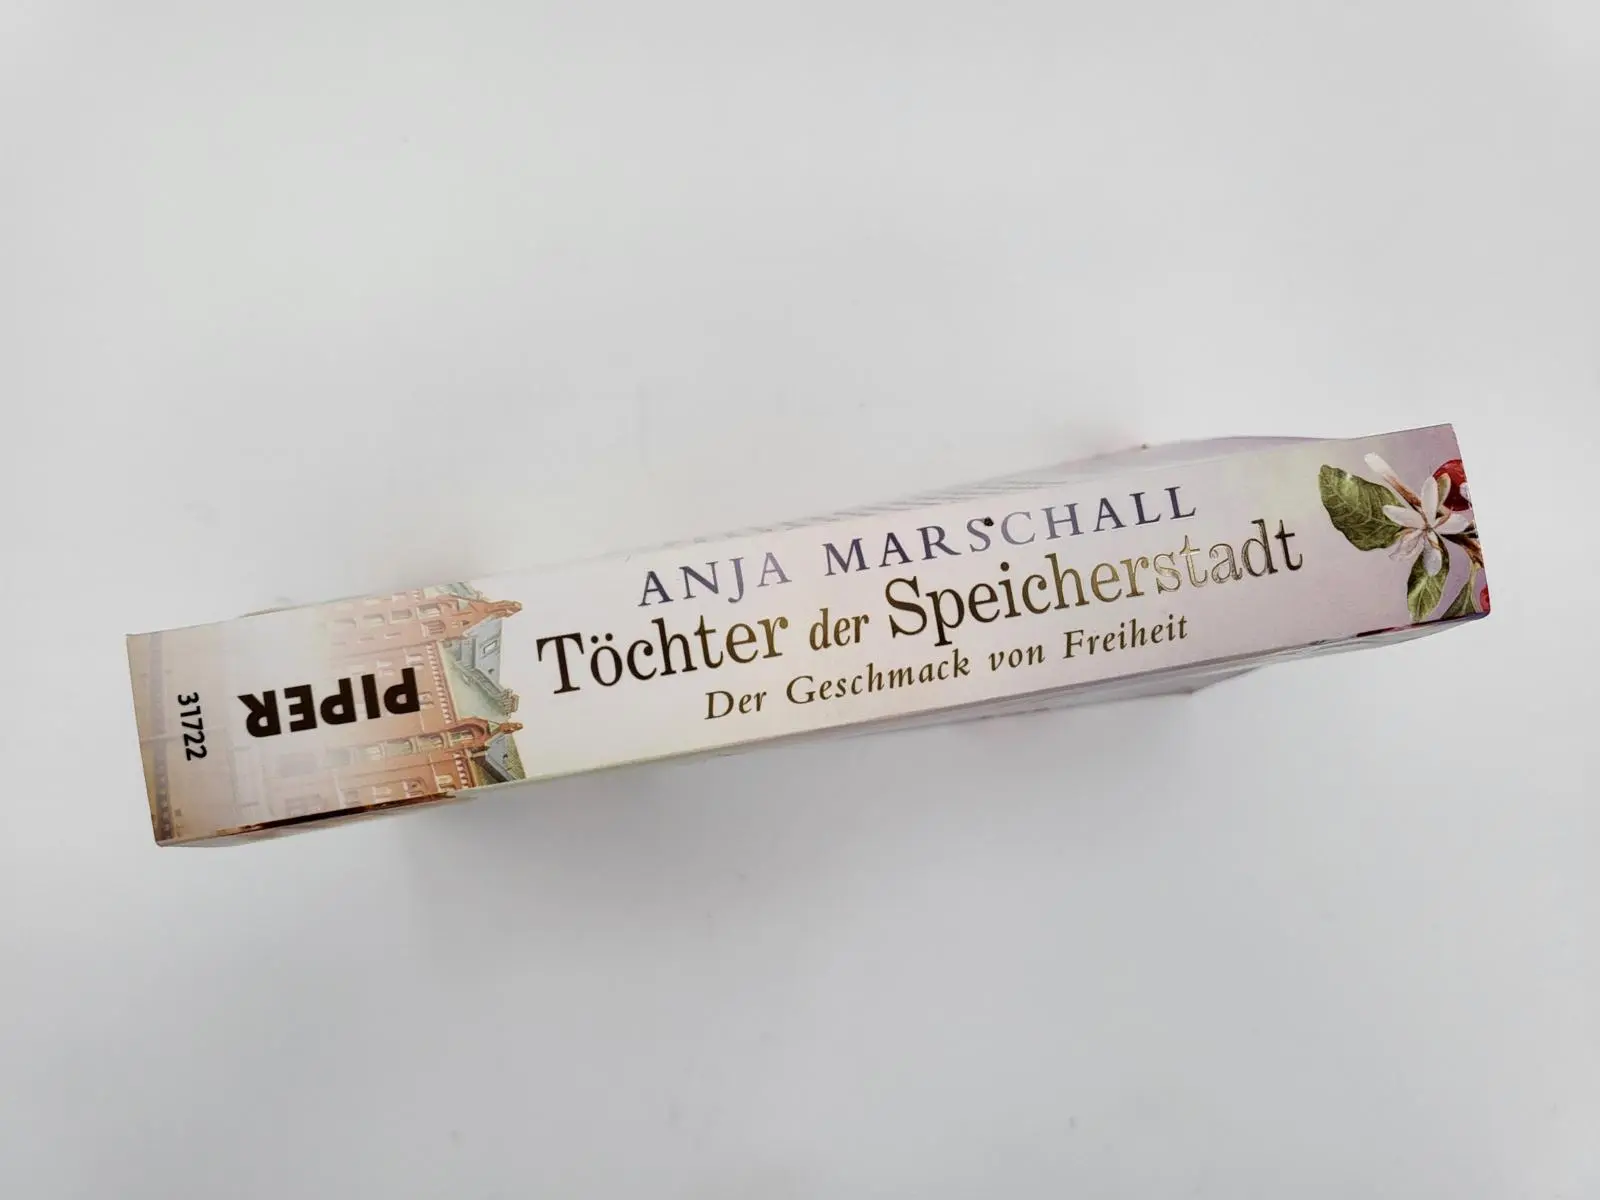 ANJA MARSCHALL
Töchter der Speicherstadt
Der Geschmack von Freiheit
PIPER
31722